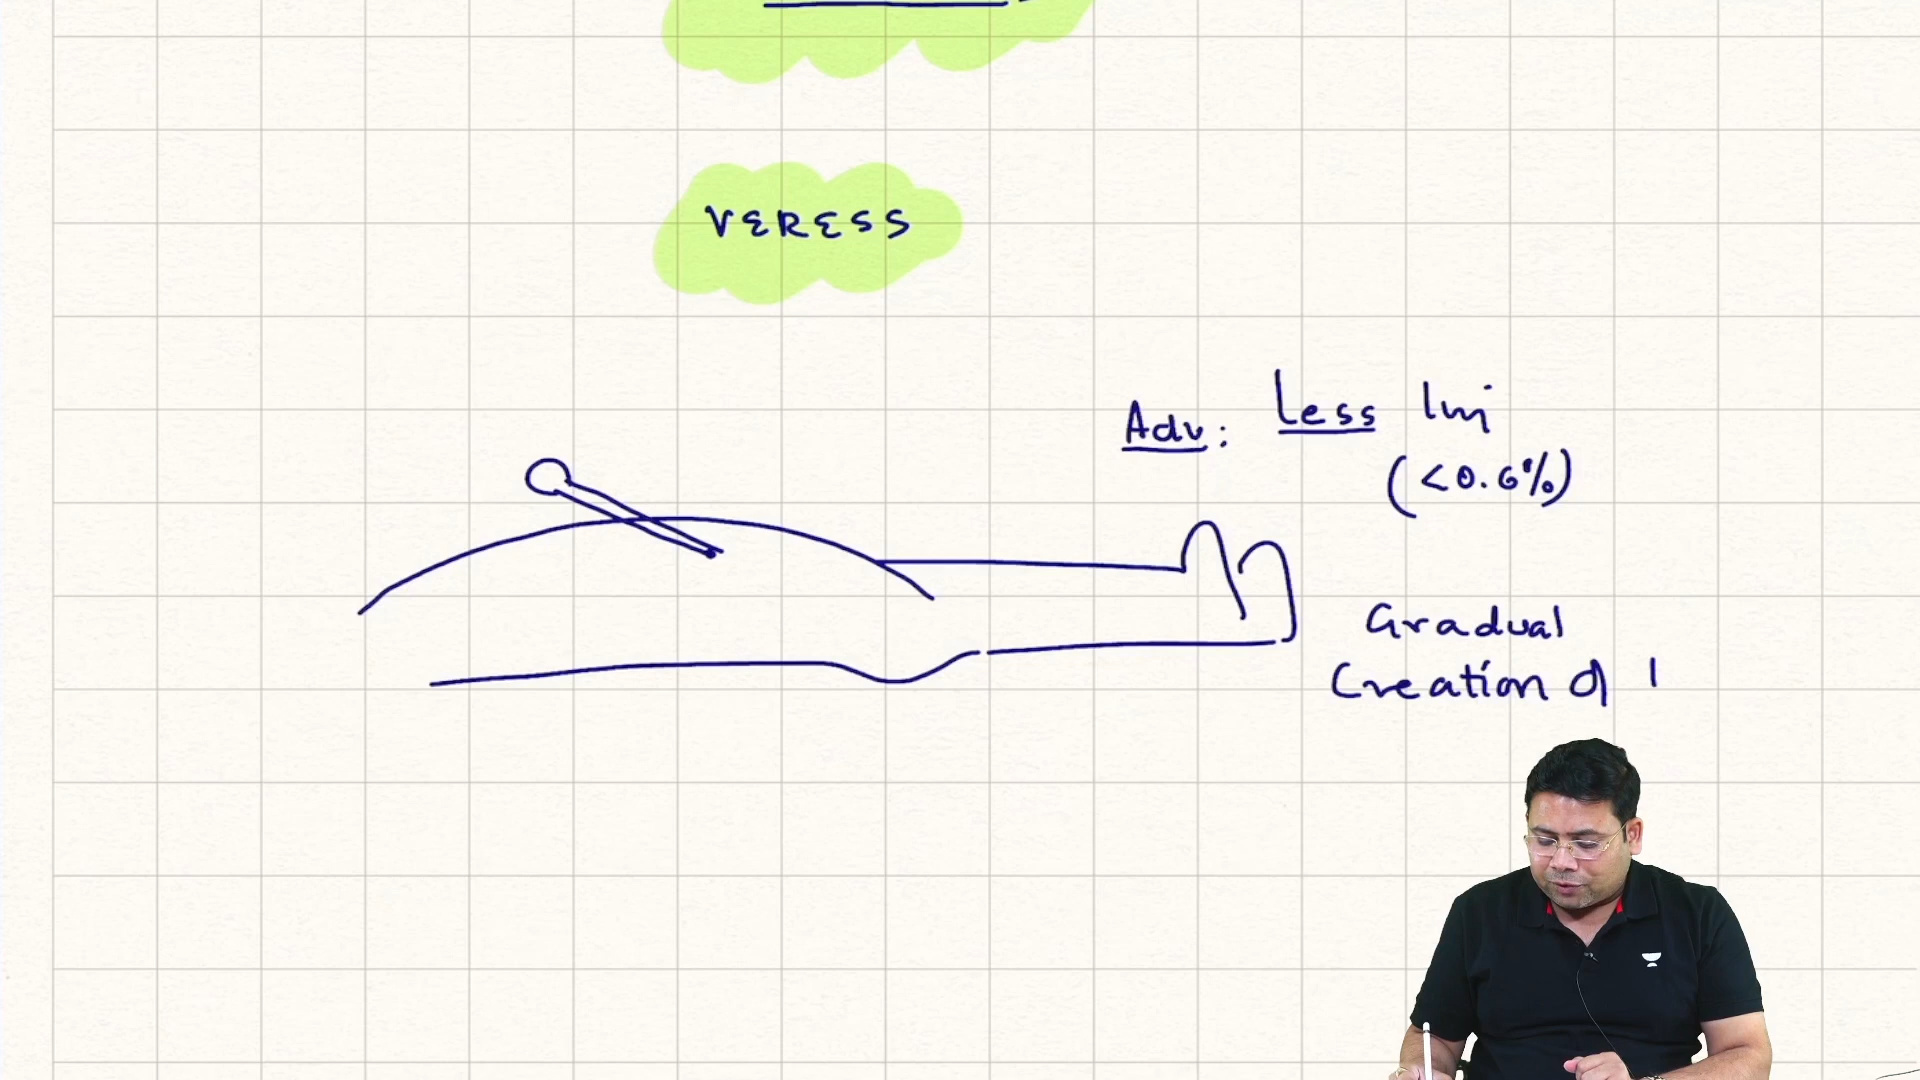 VERESS
Adv: Less Inj
(<0.6%)
Gradual
Creation of